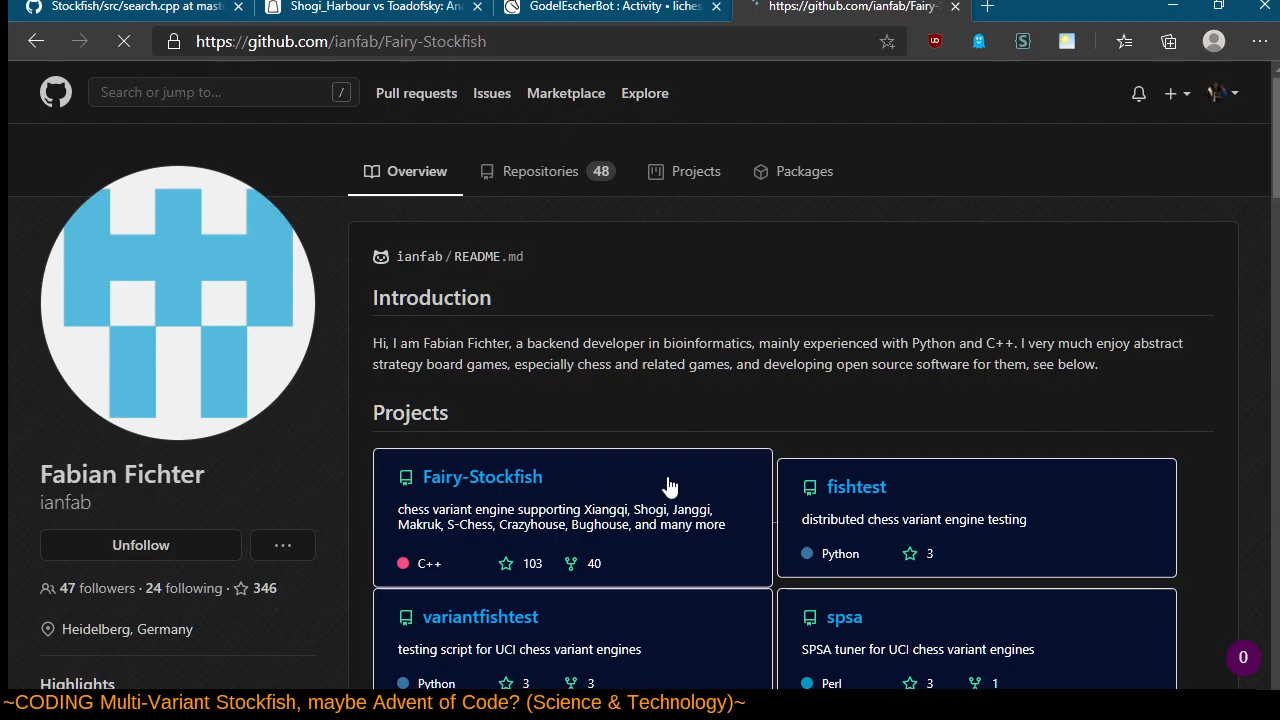 Stockfish/src/search.cpp at mast
Shogi_Harbour vs Toadofsky: Ana
GodelEscherBot : Activity • liches
https://github.com/ianfab/Fairy-
https://github.com/ianfab/Fairy-Stockfish
Search or jump to...
/
Pull requests
Issues
Marketplace
Explore
Overview
Repositories 48
Projects
Packages
ianfab/README.md
Introduction
Hi, I am Fabian Fichter, a backend developer in bioinformatics, mainly experienced with Python and C++. I very much enjoy abstract
strategy board games, especially chess and related games, and developing open source software for them, see below.
Projects
Fairy-Stockfish
chess variant engine supporting Xiangqi, Shogi, Janggi,
Makruk, S-Chess, Crazyhouse, Bughouse, and many more
C++ 103 40
fishtest
distributed chess variant engine testing
Python 3
variantfishtest
testing script for UCI chess variant engines
Python 3 3
spsa
SPSA tuner for UCI chess variant engines
Perl 3 1
Fabian Fichter
ianfab
Unfollow
...
47 followers · 24 following · 346
Heidelberg, Germany
Highlights
0
~CODING Multi-Variant Stockfish, maybe Advent of Code? (Science & Technology)~